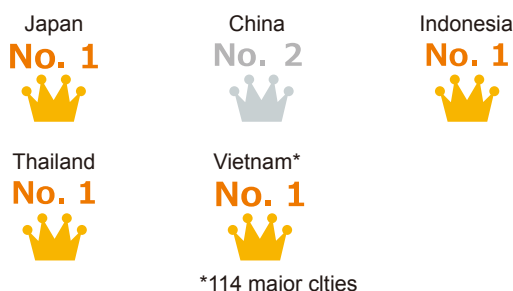 Japan
No. 1
China
No. 2
Indonesia
No. 1
Thailand
No. 1
Vietnam*
No. 1
*114 maior clties